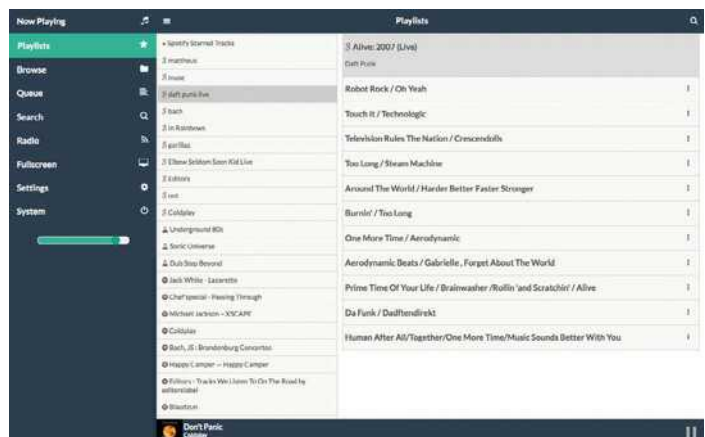 Now Playing
Playlists
Playlists
Browse
Queue
Search
Radio
Fullscreen
Settings
System
Spotify Starred Tracks
mattheus
muse
daft punk live
bach
in Rainbows
gorillaz
Elbow Seldom Seen Kid Live
Editors
Coldplay
Underground 80s
Sonic Universe
Dub Step Beyond
Jack White - Lazaretto
Chef'special - Passing Through
Michael Jackson – XSCAPE
Coldplay
Bach, JS : Brandenburg Concertos
Happy Camper — Happy Camper
Editors - Tracks We Listen To On The Road by
editorslabel
Blaudzun
Alive: 2007 (Live)
Daft Punk
Robot Rock / Oh Yeah
Touch It / Technologic
Television Rules The Nation / Crescendolls
Too Long / Steam Machine
Around The World / Harder Better Faster Stronger
Burnin' / Too Long
One More Time / Aerodynamic
Aerodynamic Beats / Gabrielle , Forget About The World
Prime Time Of Your Life / Brainwasher /Rollin 'and Scratchin' / Alive
Da Funk / Dadftendirekt
Human After All/Together/One More Time/Music Sounds Better With You
Don't Panic
Coldplay